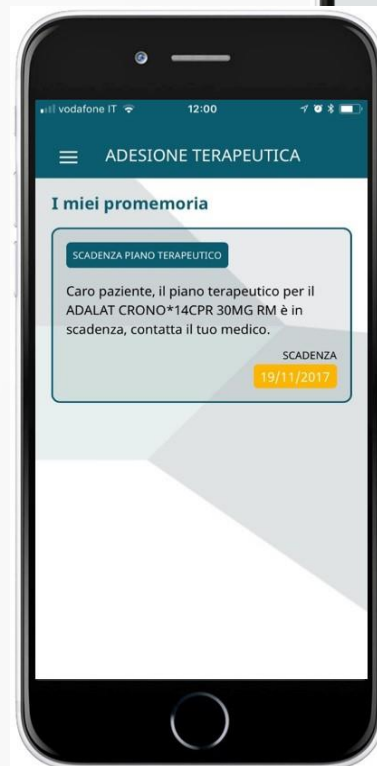 vodafone IT 12:00
ADESIONE TERAPEUTICA
I miei promemoria
SCADENZA PIANO TERAPEUTICO
Caro paziente, il piano terapeutico per il
ADALAT CRONO*14CPR 30MG RM è in
scadenza, contatta il tuo medico.
SCADENZA
19/11/2017